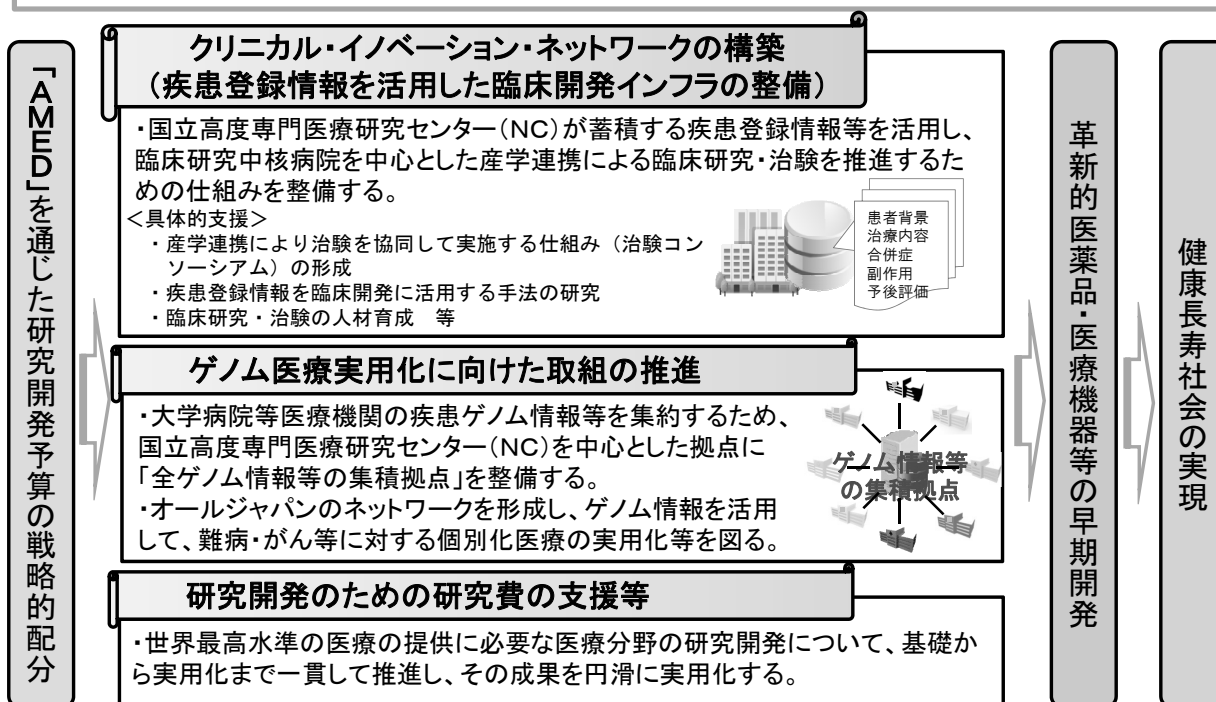 「AMED」を通じた研究開発予算の戦略的配分
クリニカル・イノベーション・ネットワークの構築
（疾患登録情報を活用した臨床開発インフラの整備）
・国立高度専門医療研究センター（NC）が蓄積する疾患登録情報等を活用し、
臨床研究中核病院を中心とした産学連携による臨床研究・治験を推進するた
めの仕組みを整備する。
＜具体的支援＞
・産学連携により治験を協同して実施する仕組み（治験コン
ソーシアム）の形成
・疾患登録情報を臨床開発に活用する手法の研究
・臨床研究・治験の人材育成　等
患者背景
治療内容
合併症
副作用
予後評価
ゲノム医療実用化に向けた取組の推進
・大学病院等医療機関の疾患ゲノム情報等を集約するため、
国立高度専門医療研究センター（NC）を中心とした拠点に
「全ゲノム情報等の集積拠点」を整備する。
・オールジャパンのネットワークを形成し、ゲノム情報を活用
して、難病・がん等に対する個別化医療の実用化等を図る。
ゲノム情報等
の集積拠点
研究開発のための研究費の支援等
・世界最高水準の医療の提供に必要な医療分野の研究開発について、基礎か
ら実用化まで一貫して推進し、その成果を円滑に実用化する。
革新的医薬品・医療機器等の早期開発
健康長寿社会の実現